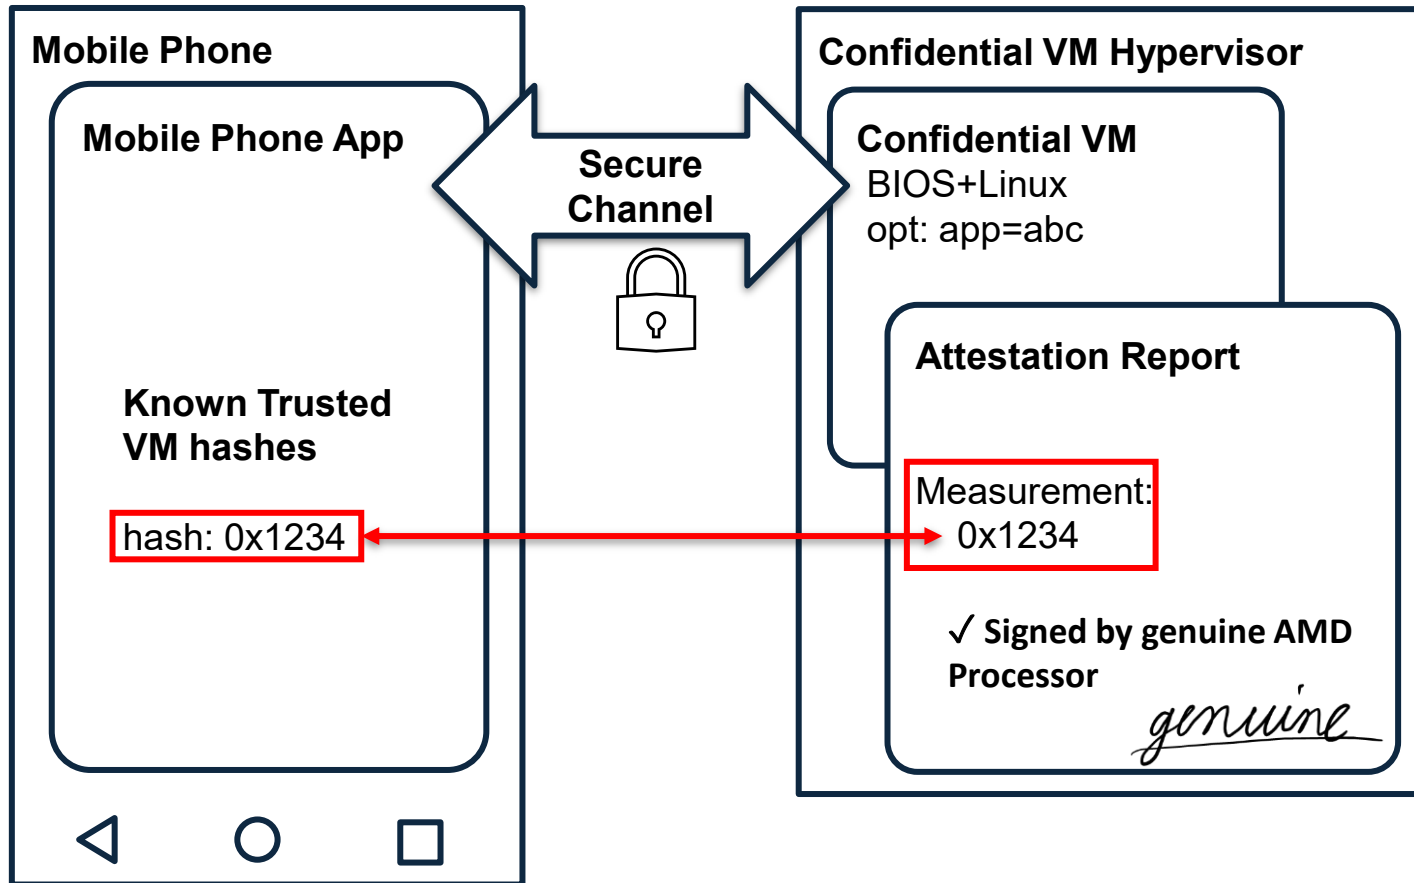 Mobile Phone
Mobile Phone App
Known Trusted
VM hashes
hash: 0x1234
Secure
Channel
Confidential VM Hypervisor
Confidential VM
BIOS+Linux
opt: app=abc
Attestation Report
Measurement:
0x1234
✓ Signed by genuine AMD
Processor
genuine